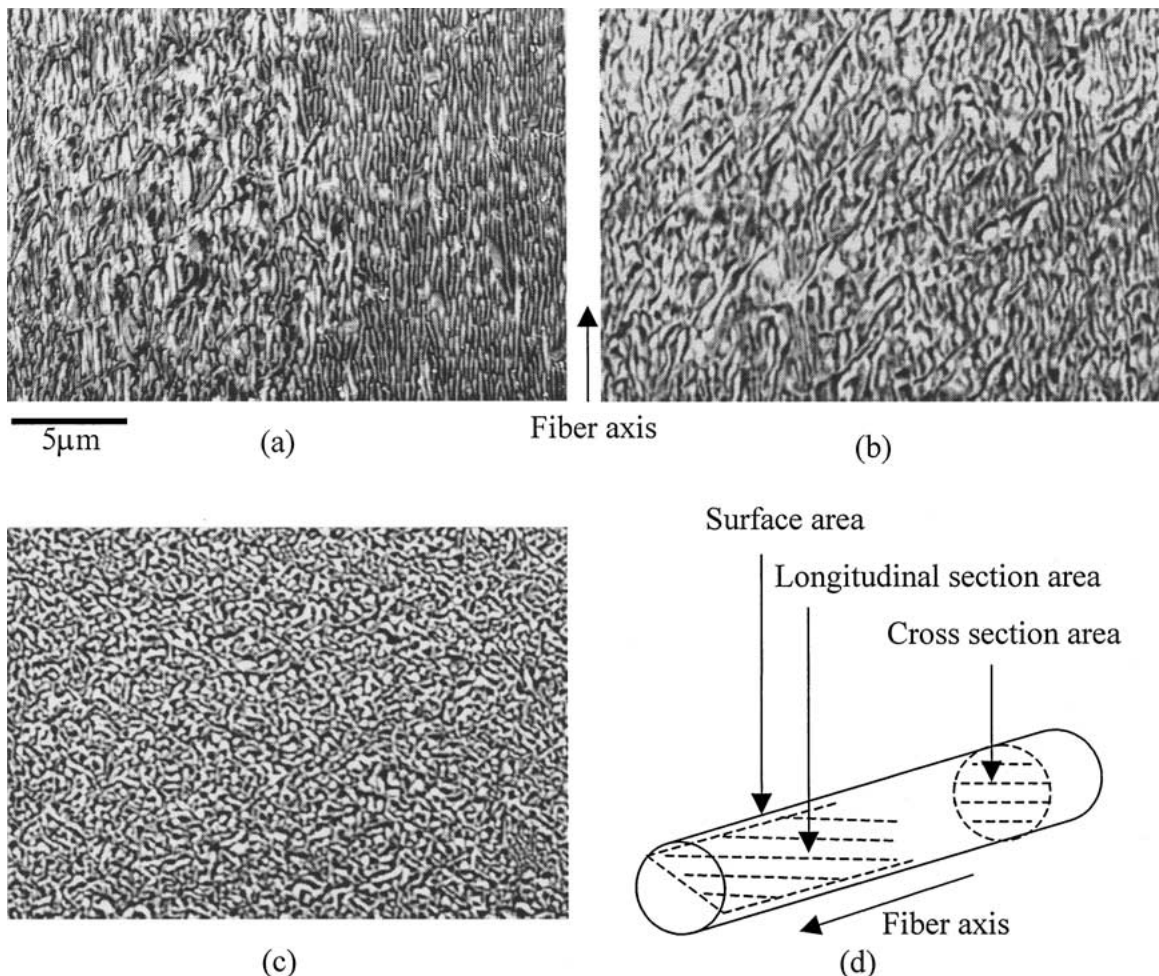 Fiber axis
5μm
(a)
(b)
Surface area
Longitudinal section area
Cross section area
Fiber axis
(c)
(d)